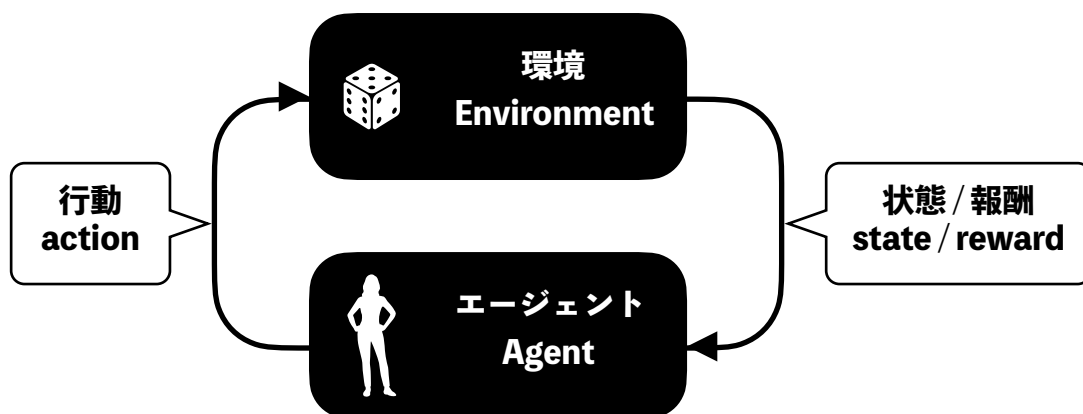 環境
Environment
行動
action
状態 / 報酬
state / reward
エージェント
Agent